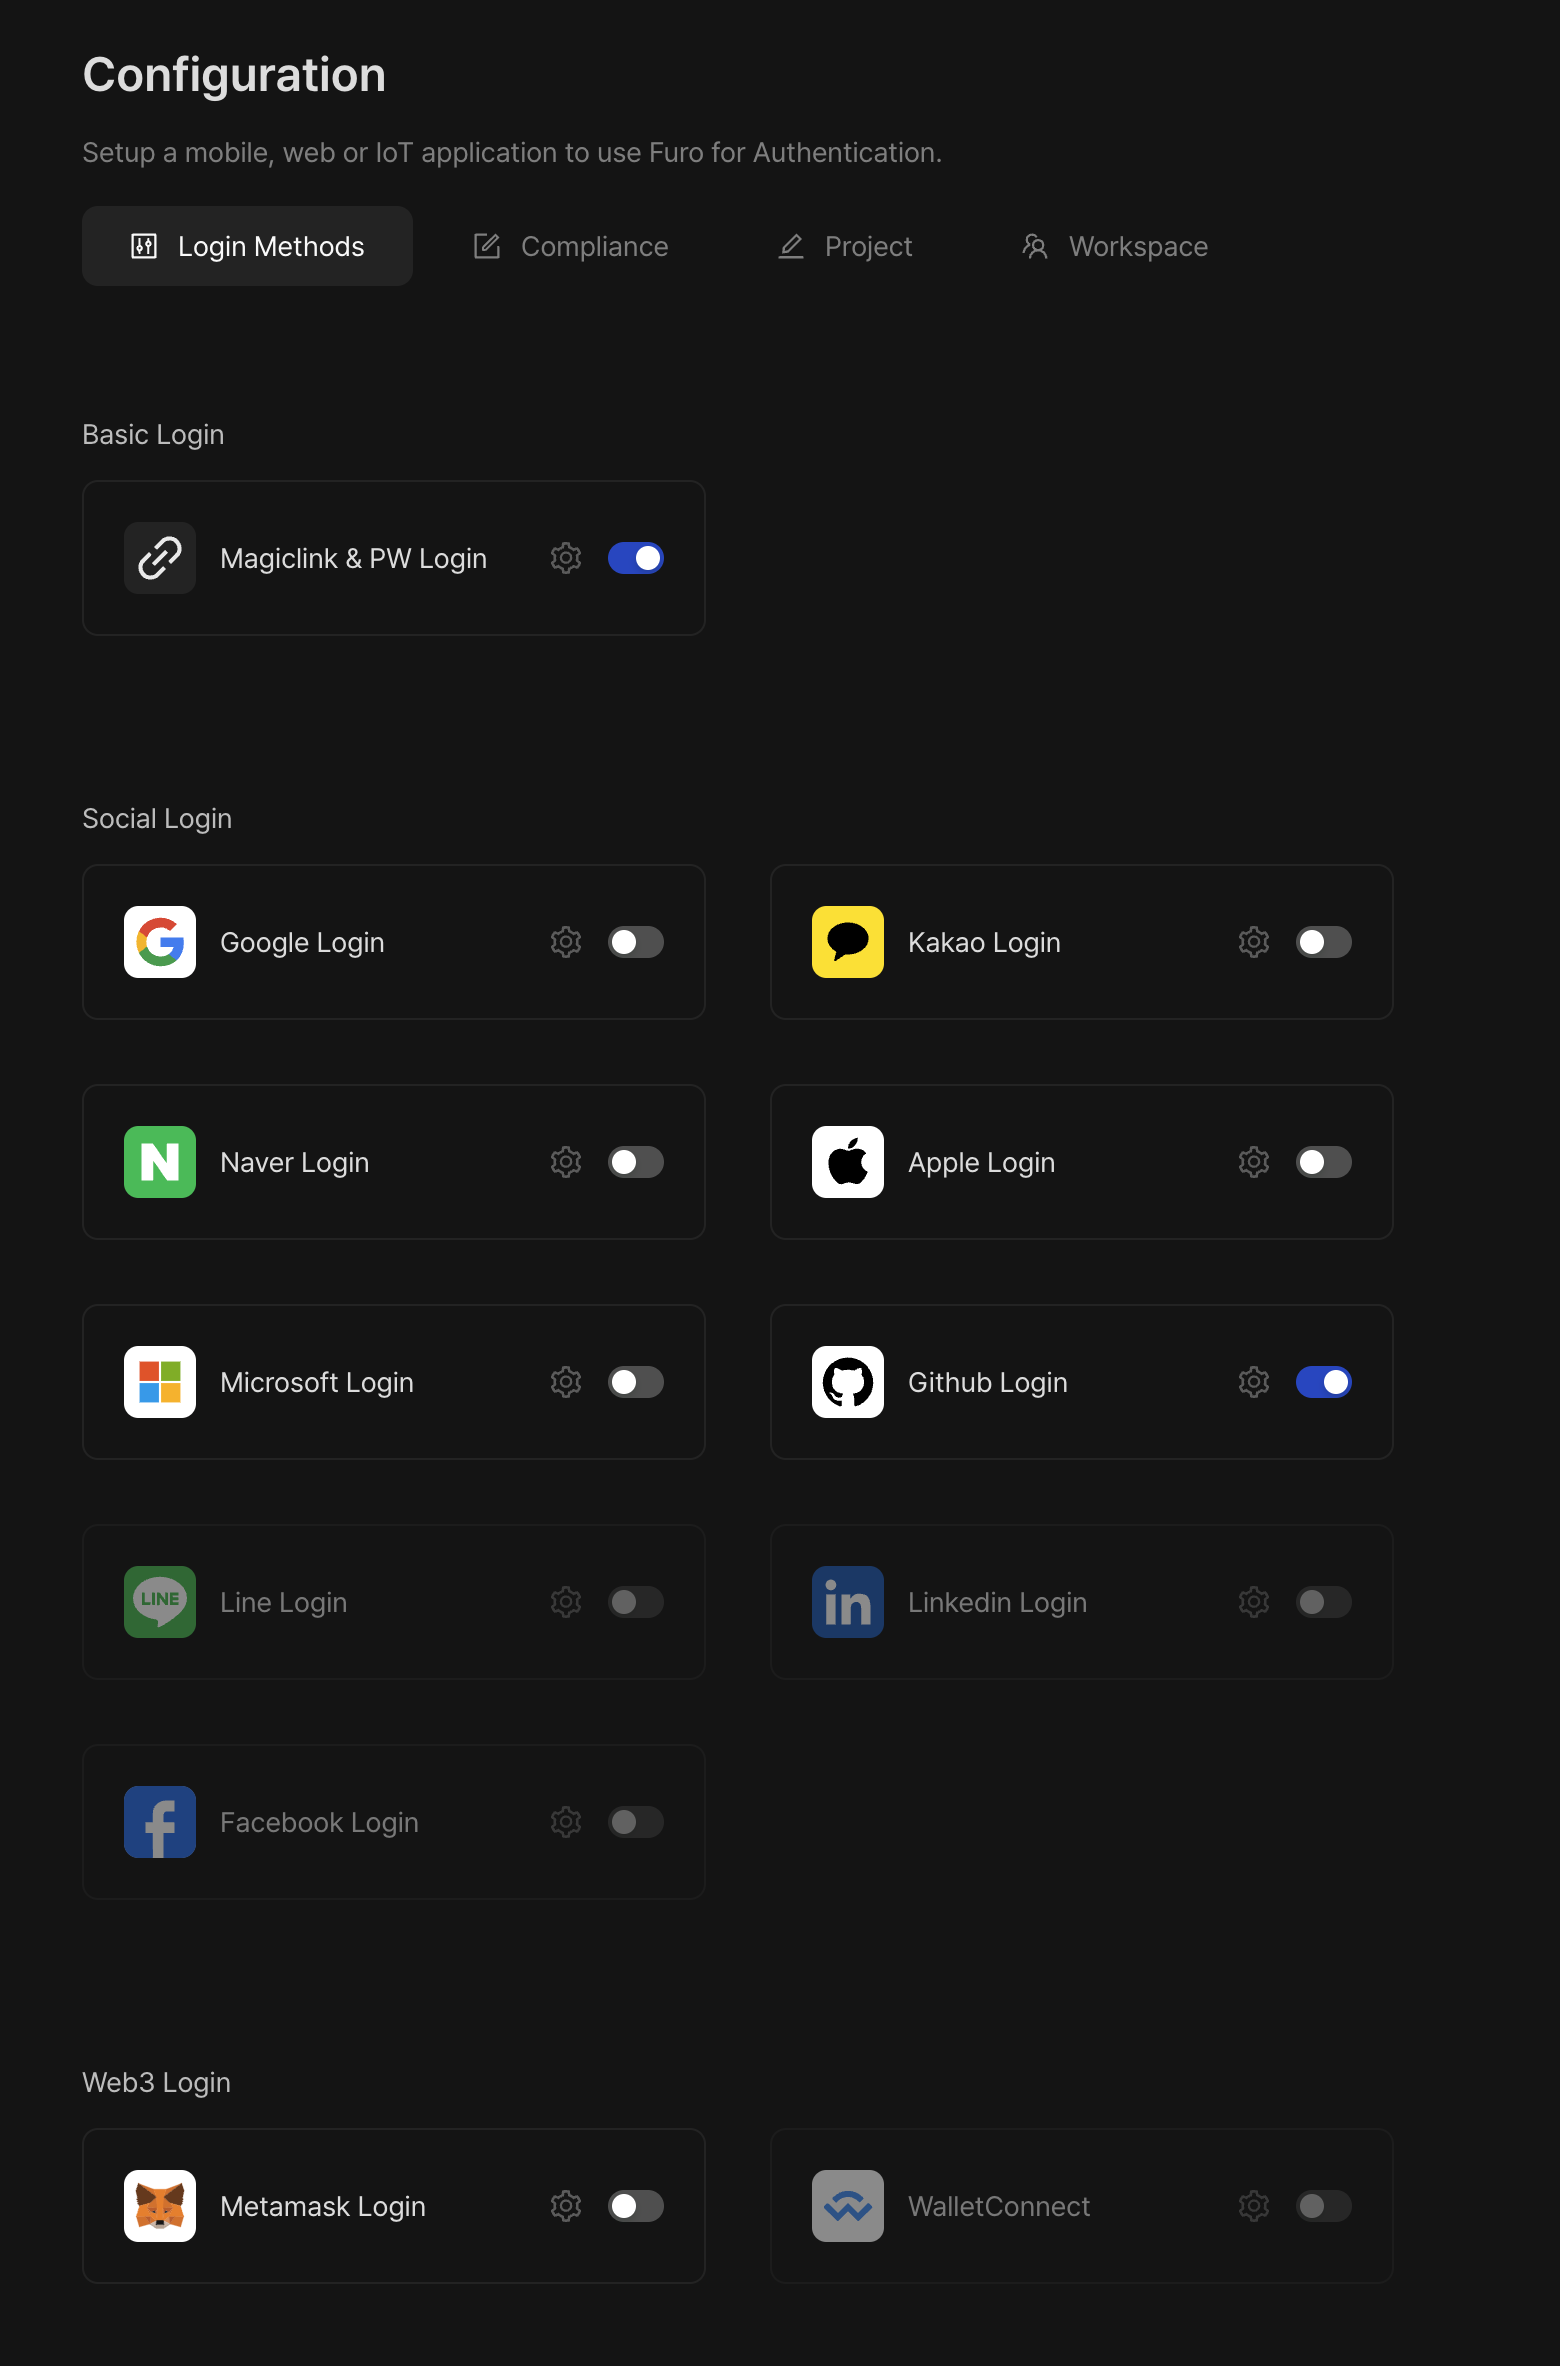 Configuration
Setup a mobile, web or IoT application to use Furo for Authentication.
Login Methods
Compliance
Project
Workspace
Basic Login
Magiclink & PW Login
Social Login
Google Login
Kakao Login
N
Naver Login
Apple Login
Microsoft Login
Github Login
LINE
Line Login
in
Linkedin Login
f
Facebook Login
Web3 Login
Metamask Login
WalletConnect